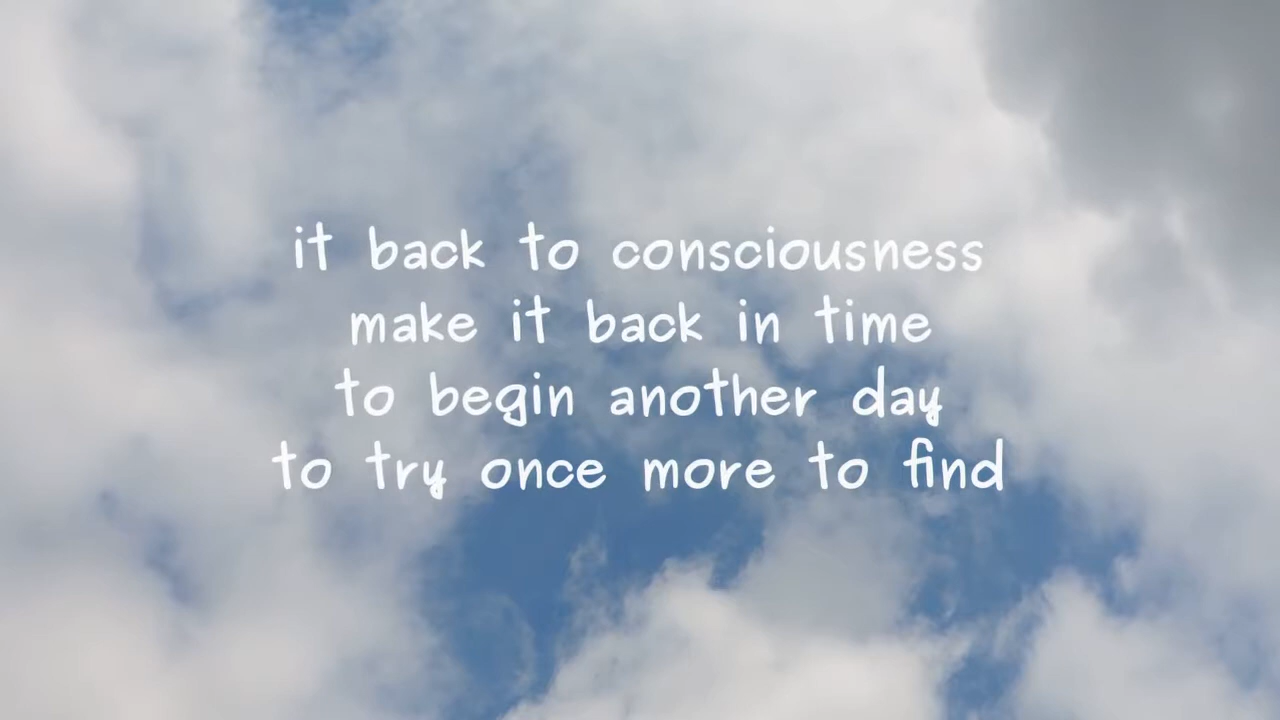 it back to consciousness
make it back in time
to begin another day
to try once more to find